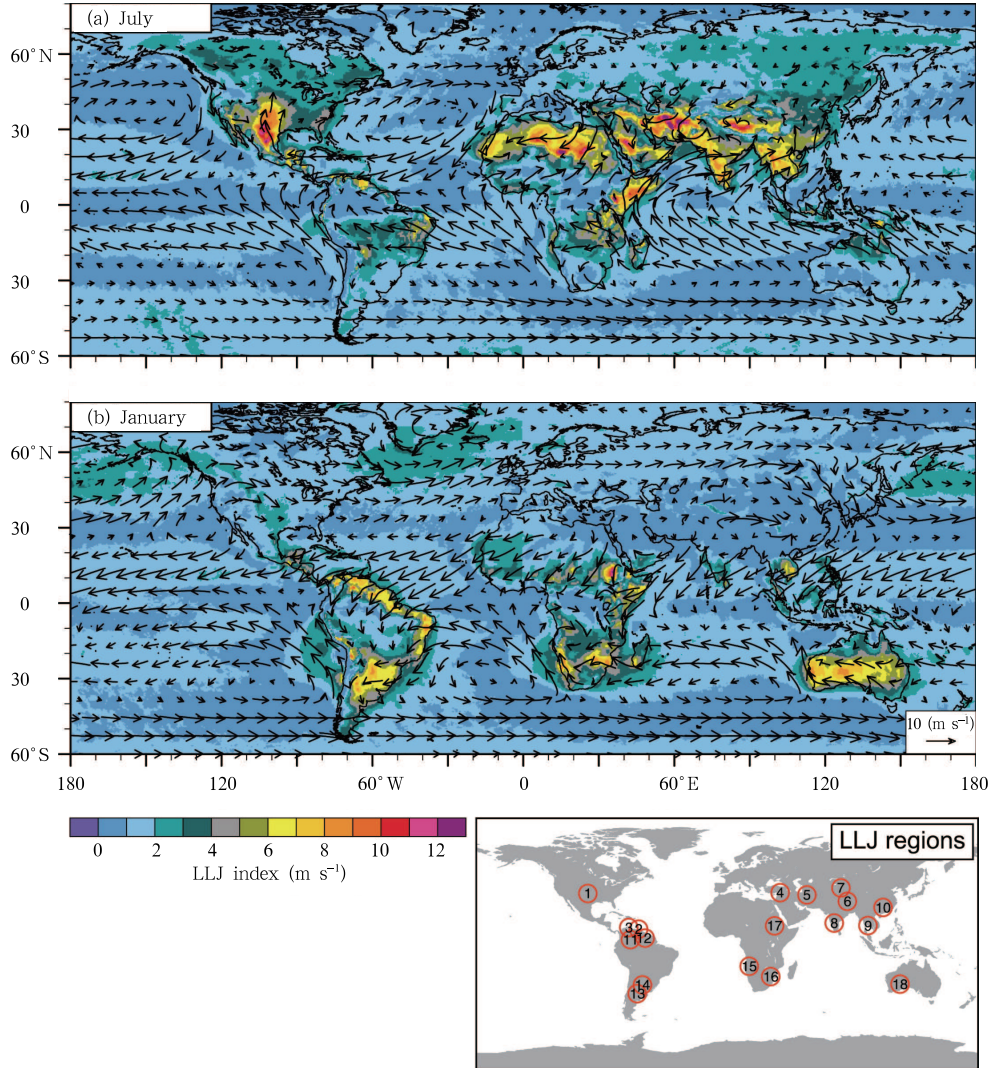 (a) July
60°N
30
0
30
60°S
(b) January
60°N
30
0
30
60°S
10 (m s⁻¹)
180 120 60°W 0 60°E 120 180
0 2 4 6 8 10 12
LLJ index (m s⁻¹)
LLJ regions
1
7
4 5
6
10
3 2
8
17 9
11 12
15
16
14
18
13